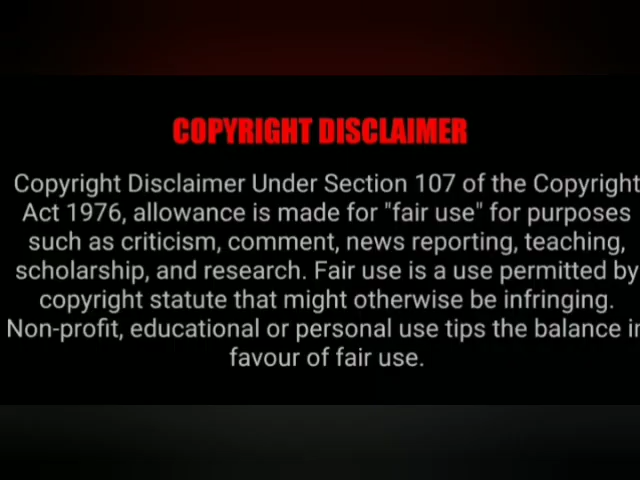 COPYRIGHT DISCLAIMER
Copyright Disclaimer Under Section 107 of the Copyright
Act 1976, allowance is made for "fair use" for purposes
such as criticism, comment, news reporting, teaching,
scholarship, and research. Fair use is a use permitted by
copyright statute that might otherwise be infringing.
Non-profit, educational or personal use tips the balance in
favour of fair use.